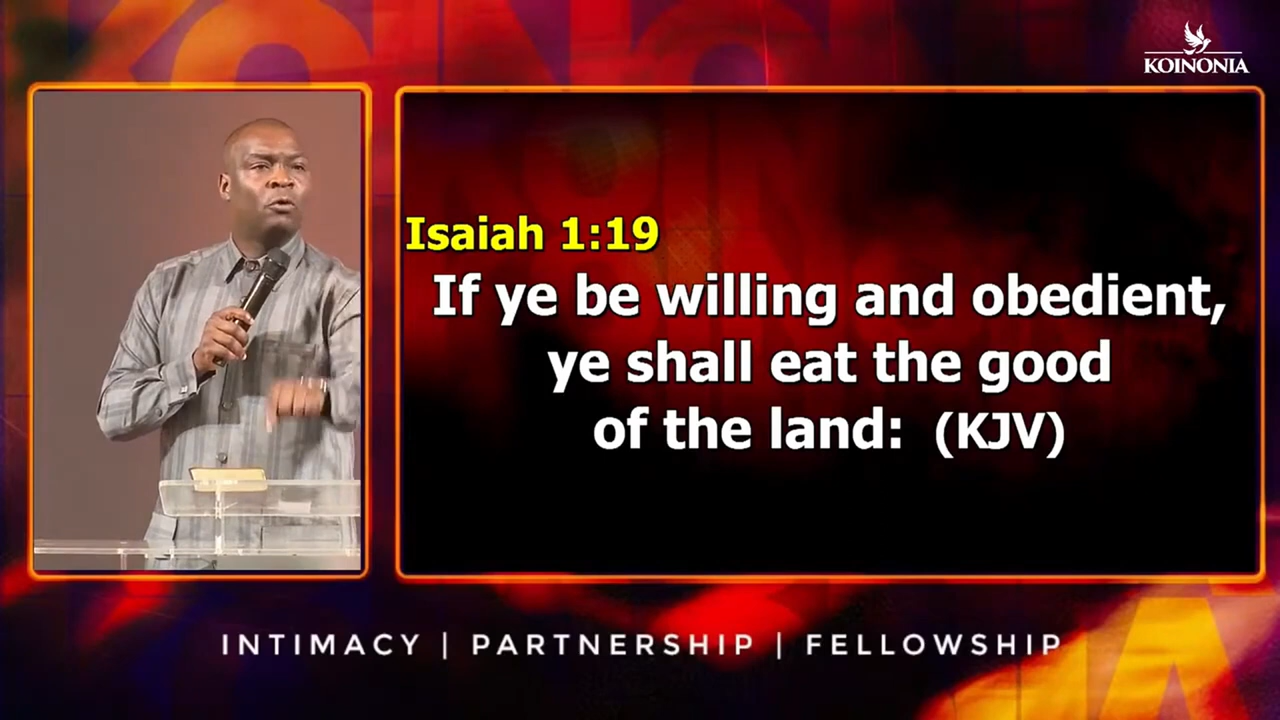 KOINONIA
Isaiah 1:19
If ye be willing and obedient,
ye shall eat the good
of the land: (KJV)
INTIMACY | PARTNERSHIP | FELLOWSHIP